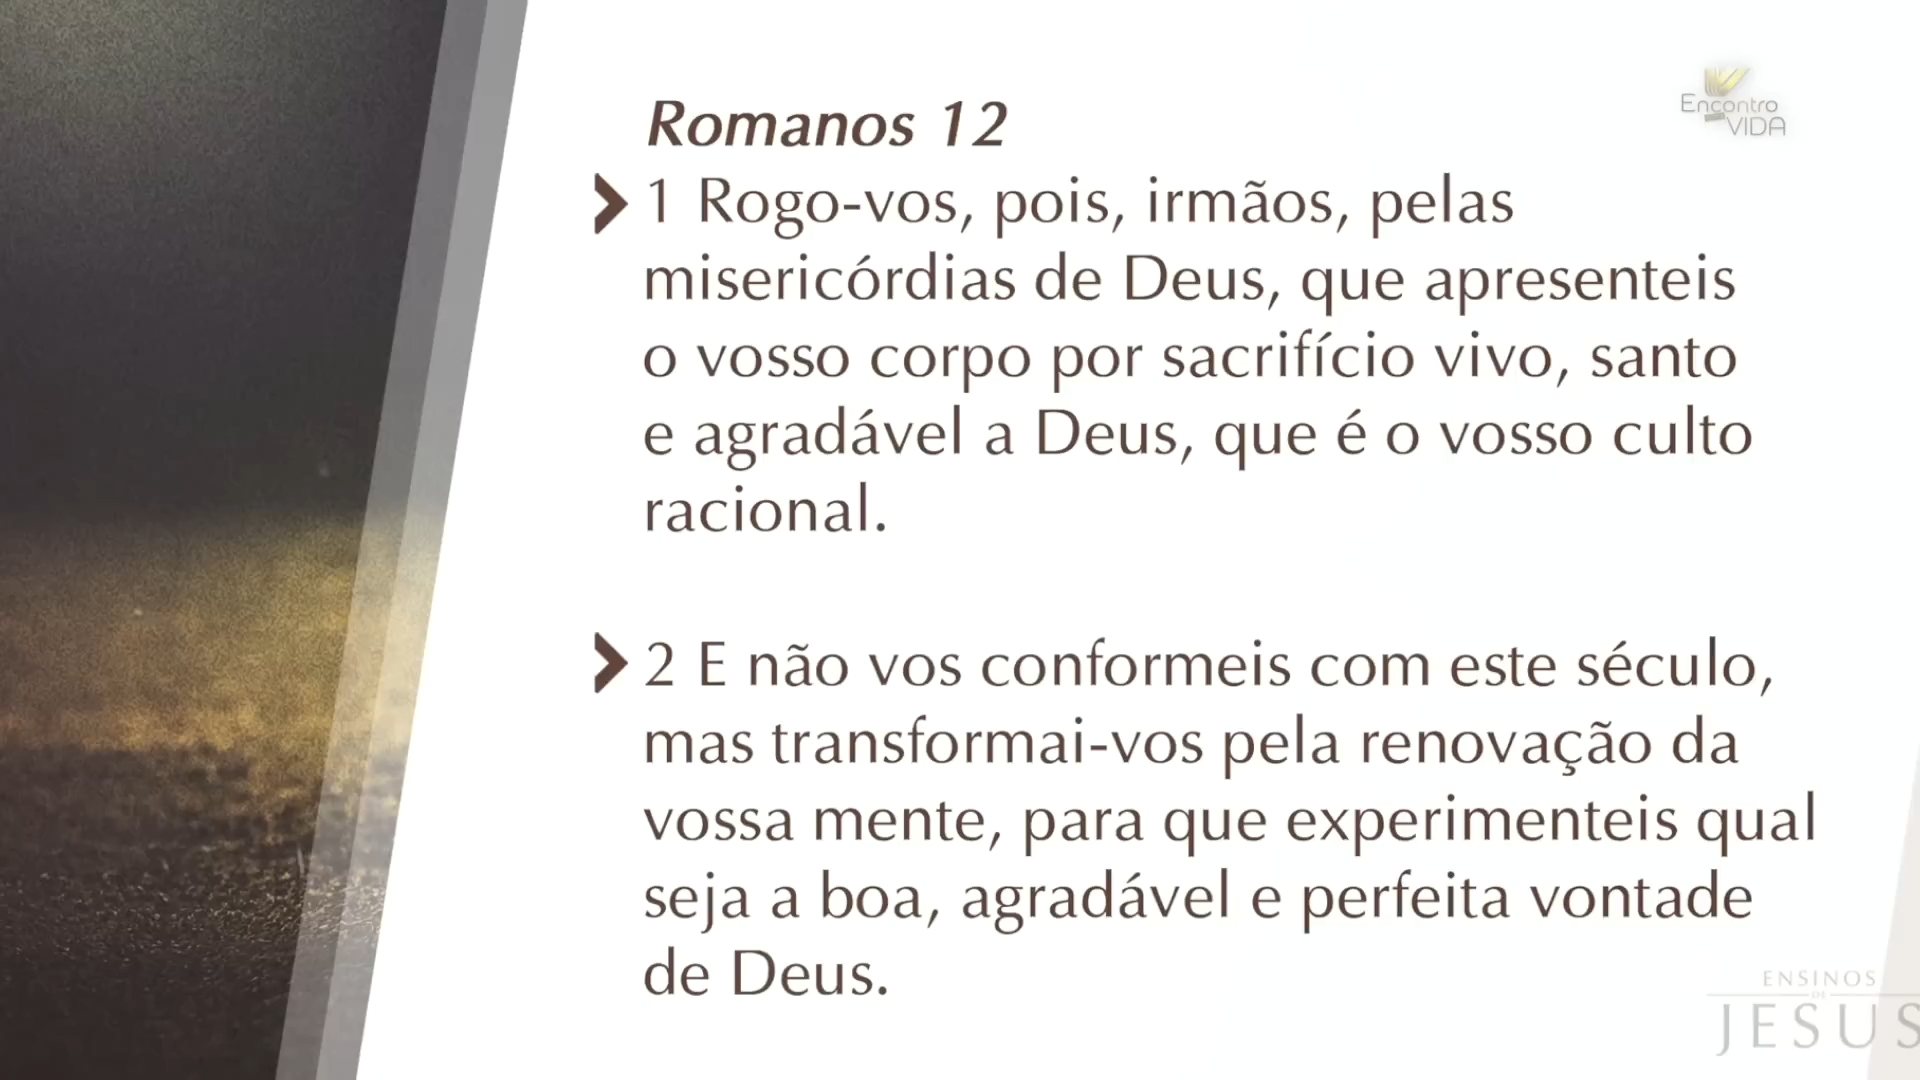 Encontro
VIDA
Romanos 12
1 Rogo-vos, pois, irmãos, pelas
misericórdias de Deus, que apresenteis
o vosso corpo por sacrifício vivo, santo
e agradável a Deus, que é o vosso culto
racional.
2 E não vos conformeis com este século,
mas transformai-vos pela renovação da
vossa mente, para que experimenteis qual
seja a boa, agradável e perfeita vontade
de Deus.
ENSINOS
DE
JESUS